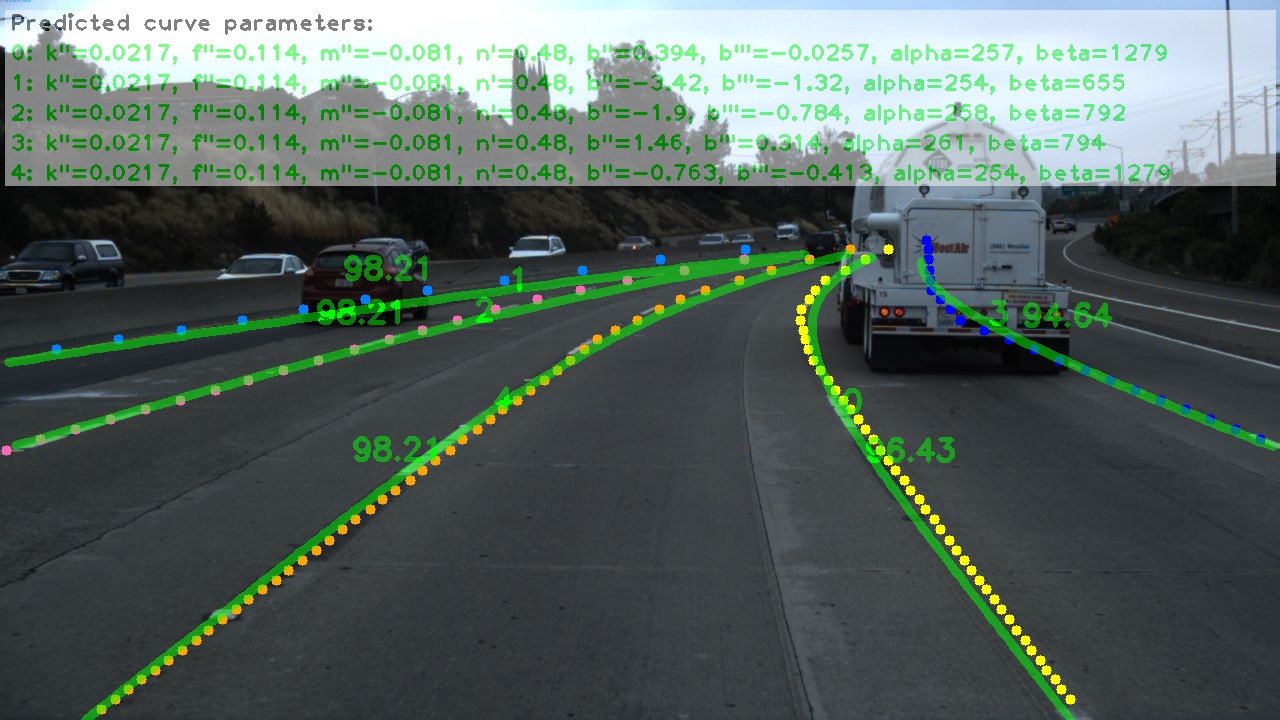 Predicted curve parameters:
0: k''=0.0217, f''=0.114, m''=−0.081, n'=0.48, b''=0.394, b'''=−0.0257, alpha=257, beta=1279
1: k''=0.0217, f''=0.114, m''=−0.081, n'=0.48, b''=−3.42, b'''=−1.32, alpha=254, beta=655
2: k''=0.0217, f''=0.114, m''=−0.081, n'=0.48, b''=−1.9, b'''=−0.784, alpha=258, beta=792
3: k''=0.0217, f''=0.114, m''=−0.081, n'=0.48, b''=1.46, b'''=0.314, alpha=261, beta=794
4: k''=0.0217, f''=0.114, m''=−0.081, n'=0.48, b''=−0.763, b'''=−0.413, alpha=254, beta=1279
WestAir
98.21
1
98.21
2
3
94.64
15
4
0
98.21
96.43